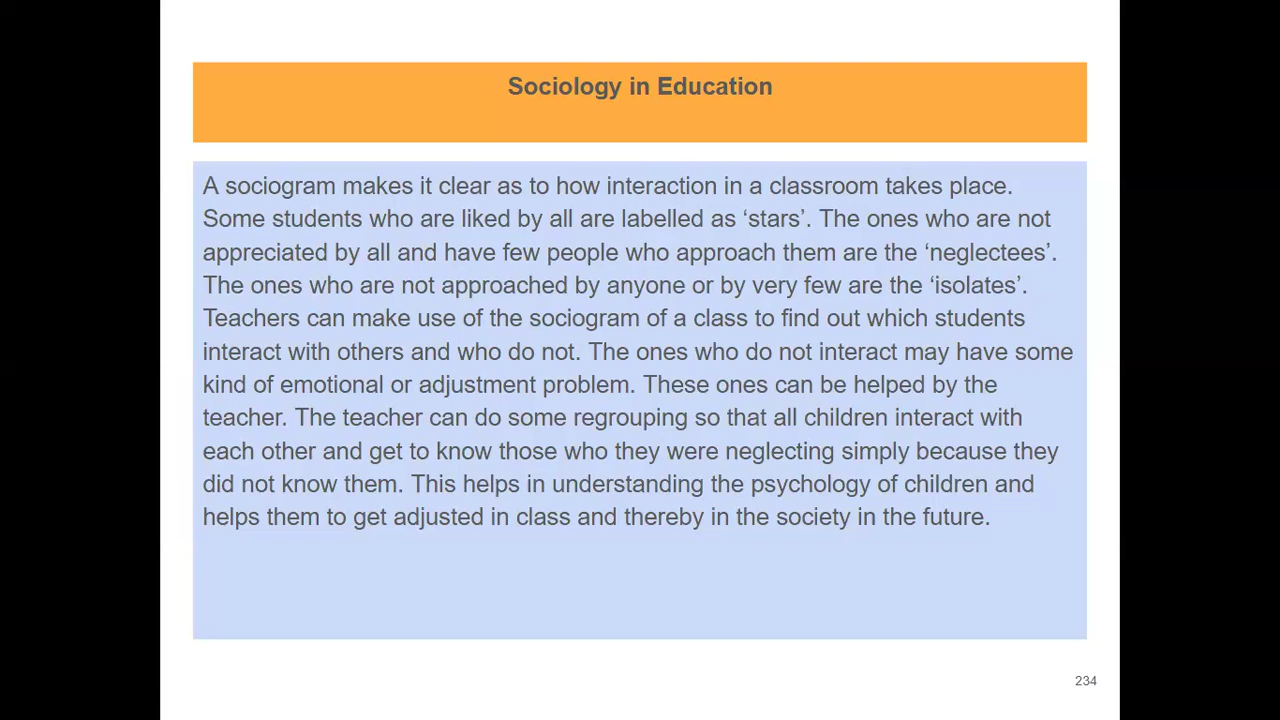 Sociology in Education
A sociogram makes it clear as to how interaction in a classroom takes place.
Some students who are liked by all are labelled as ‘stars’. The ones who are not
appreciated by all and have few people who approach them are the ‘neglectees’.
The ones who are not approached by anyone or by very few are the ‘isolates’.
Teachers can make use of the sociogram of a class to find out which students
interact with others and who do not. The ones who do not interact may have some
kind of emotional or adjustment problem. These ones can be helped by the
teacher. The teacher can do some regrouping so that all children interact with
each other and get to know those who they were neglecting simply because they
did not know them. This helps in understanding the psychology of children and
helps them to get adjusted in class and thereby in the society in the future.
234